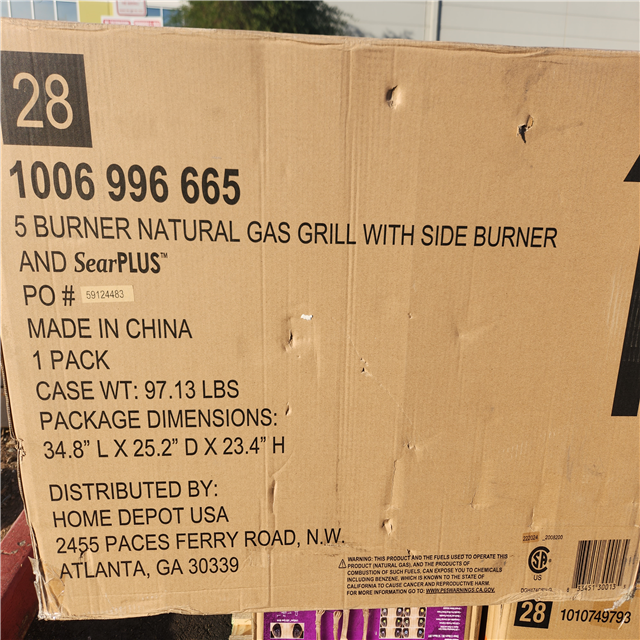 28
1006 996 665
5 BURNER NATURAL GAS GRILL WITH SIDE BURNER
AND SearPLUS™
PO # 59124483
MADE IN CHINA
1 PACK
CASE WT: 97.13 LBS
PACKAGE DIMENSIONS:
34.8” L X 25.2” D X 23.4” H
DISTRIBUTED BY:
HOME DEPOT USA
2455 PACES FERRY ROAD, N.W.
ATLANTA, GA 30339
WARNING: THIS PRODUCT AND THE FUELS USED TO OPERATE THIS
PRODUCT (NATURAL GAS), AND THE PRODUCTS OF
COMBUSTION OF SUCH FUELS, CAN EXPOSE YOU TO CHEMICALS
INCLUDING BENZENE, WHICH IS KNOWN TO THE STATE OF
CALIFORNIA TO CAUSE CANCER AND REPRODUCTIVE HARM.
FOR MORE INFORMATION GO TO: WWW.P65WARNINGS.CA.GOV.
US
28 1010749793